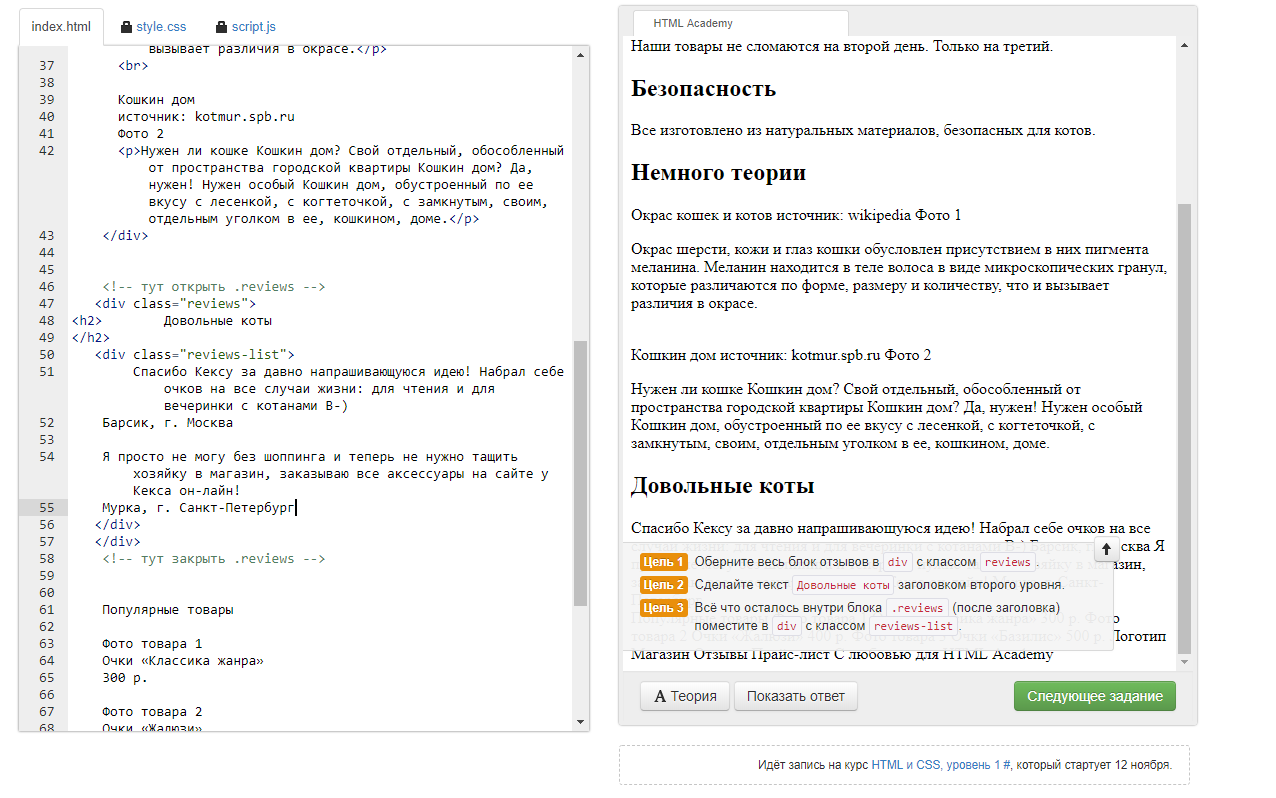 index.html
style.css
script.js
вызывает различия в окрасе.</p>
37 <br>
38
39 Кошкин дом
40 источник: kotmur.spb.ru
41 Фото 2
42 <p>Нужен ли кошке Кошкин дом? Свой отдельный, обособленный
от пространства городской квартиры Кошкин дом? Да,
нужен! Нужен особый Кошкин дом, обустроенный по ее
вкусу с лесенкой, с когтеточкой, с замкнутым, своим,
отдельным уголком в ее, кошкином, доме.</p>
43 </div>
44
45
46 <!-- тут открыть .reviews -->
47 <div class="reviews">
48 <h2> Довольные коты
49 </h2>
50 <div class="reviews-list">
51 Спасибо Кексу за давно напрашивающуюся идею! Набрал себе
очков на все случаи жизни: для чтения и для
вечеринки с котанами B-)
52 Барсик, г. Москва
53
54 Я просто не могу без шоппинга и теперь не нужно тащить
хозяйку в магазин, заказываю все аксессуары на сайте у
Кекса он-лайн!
55 Мурка, г. Санкт-Петербург
56 </div>
57 </div>
58 <!-- тут закрыть .reviews -->
59
60
61 Популярные товары
62
63 Фото товара 1
64 Очки «Классика жанра»
65 300 р.
66
67 Фото товара 2
68 Очки «Жалюзи»
HTML Academy
Наши товары не сломаются на второй день. Только на третий.
Безопасность
Все изготовлено из натуральных материалов, безопасных для котов.
Немного теории
Окрас кошек и котов источник: wikipedia Фото 1
Окрас шерсти, кожи и глаз кошки обусловлен присутствием в них пигмента
меланина. Меланин находится в теле волоса в виде микроскопических гранул,
которые различаются по форме, размеру и количеству, что и вызывает
различия в окрасе.
Кошкин дом источник: kotmur.spb.ru Фото 2
Нужен ли кошке Кошкин дом? Свой отдельный, обособленный от
пространства городской квартиры Кошкин дом? Да, нужен! Нужен особый
Кошкин дом, обустроенный по ее вкусу с лесенкой, с когтеточкой, с
замкнутым, своим, отдельным уголком в ее, кошкином, доме.
Довольные коты
Спасибо Кексу за давно напрашивающуюся идею! Набрал себе очков на все
сква Я
Цель 1 Оберните весь блок отзывов в div с классом reviews.
Цель 2 Сделайте текст Довольные коты заголовком второго уровня.
Цель 3 Всё что осталось внутри блока .reviews (после заголовка)
поместите в div с классом reviews-list.
Логотип
Магазин Отзывы Прайс-лист С любовью для HTML Academy
A Теория
Показать ответ
Следующее задание
Идёт запись на курс HTML и CSS, уровень 1 #, который стартует 12 ноября.